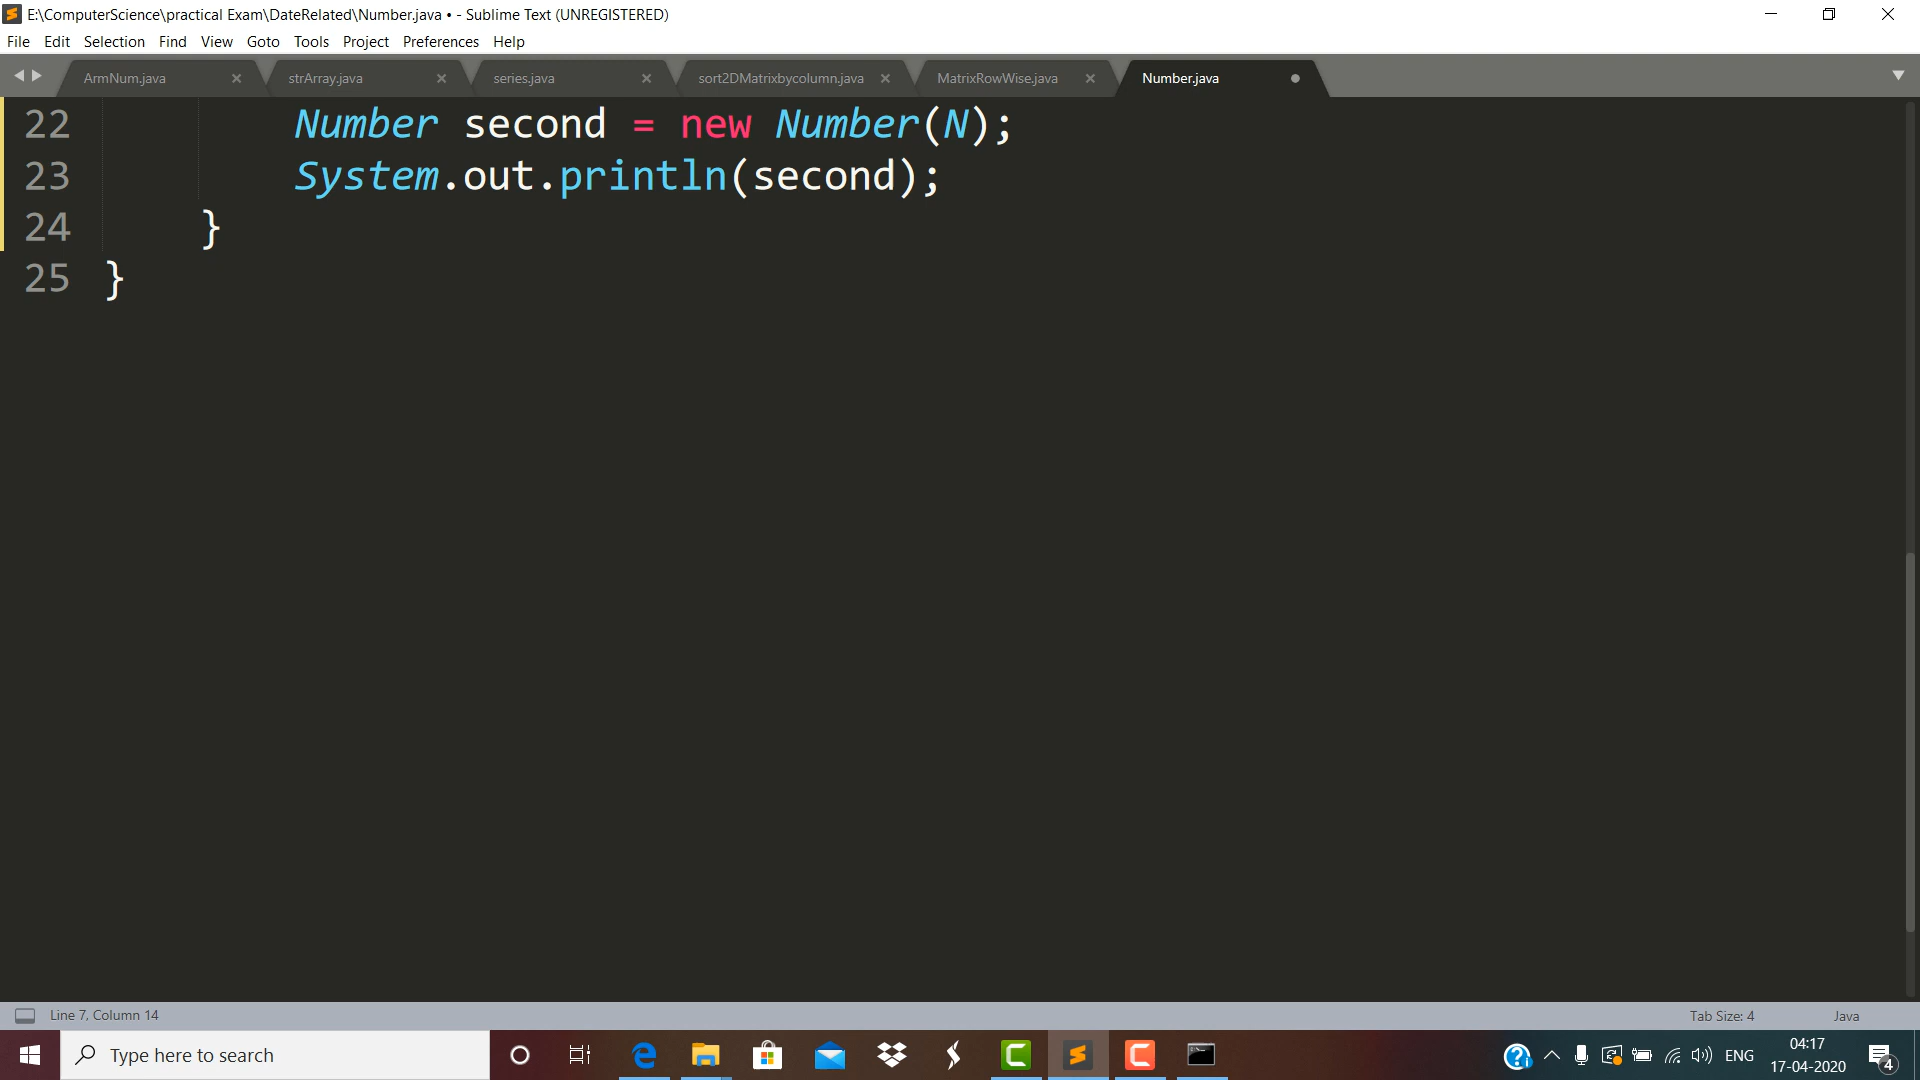 E:\ComputerScience\practical Exam\DateRelated\Number.java • - Sublime Text (UNREGISTERED)
File Edit Selection Find View Goto Tools Project Preferences Help
ArmNum.java strArray.java series.java sort2DMatrixbycolumn.java MatrixRowWise.java Number.java
22 Number second = new Number(N);
23 System.out.println(second);
24 }
25 }
Line 7, Column 14 Tab Size: 4 Java
Type here to search ENG 04:17
17-04-2020 4